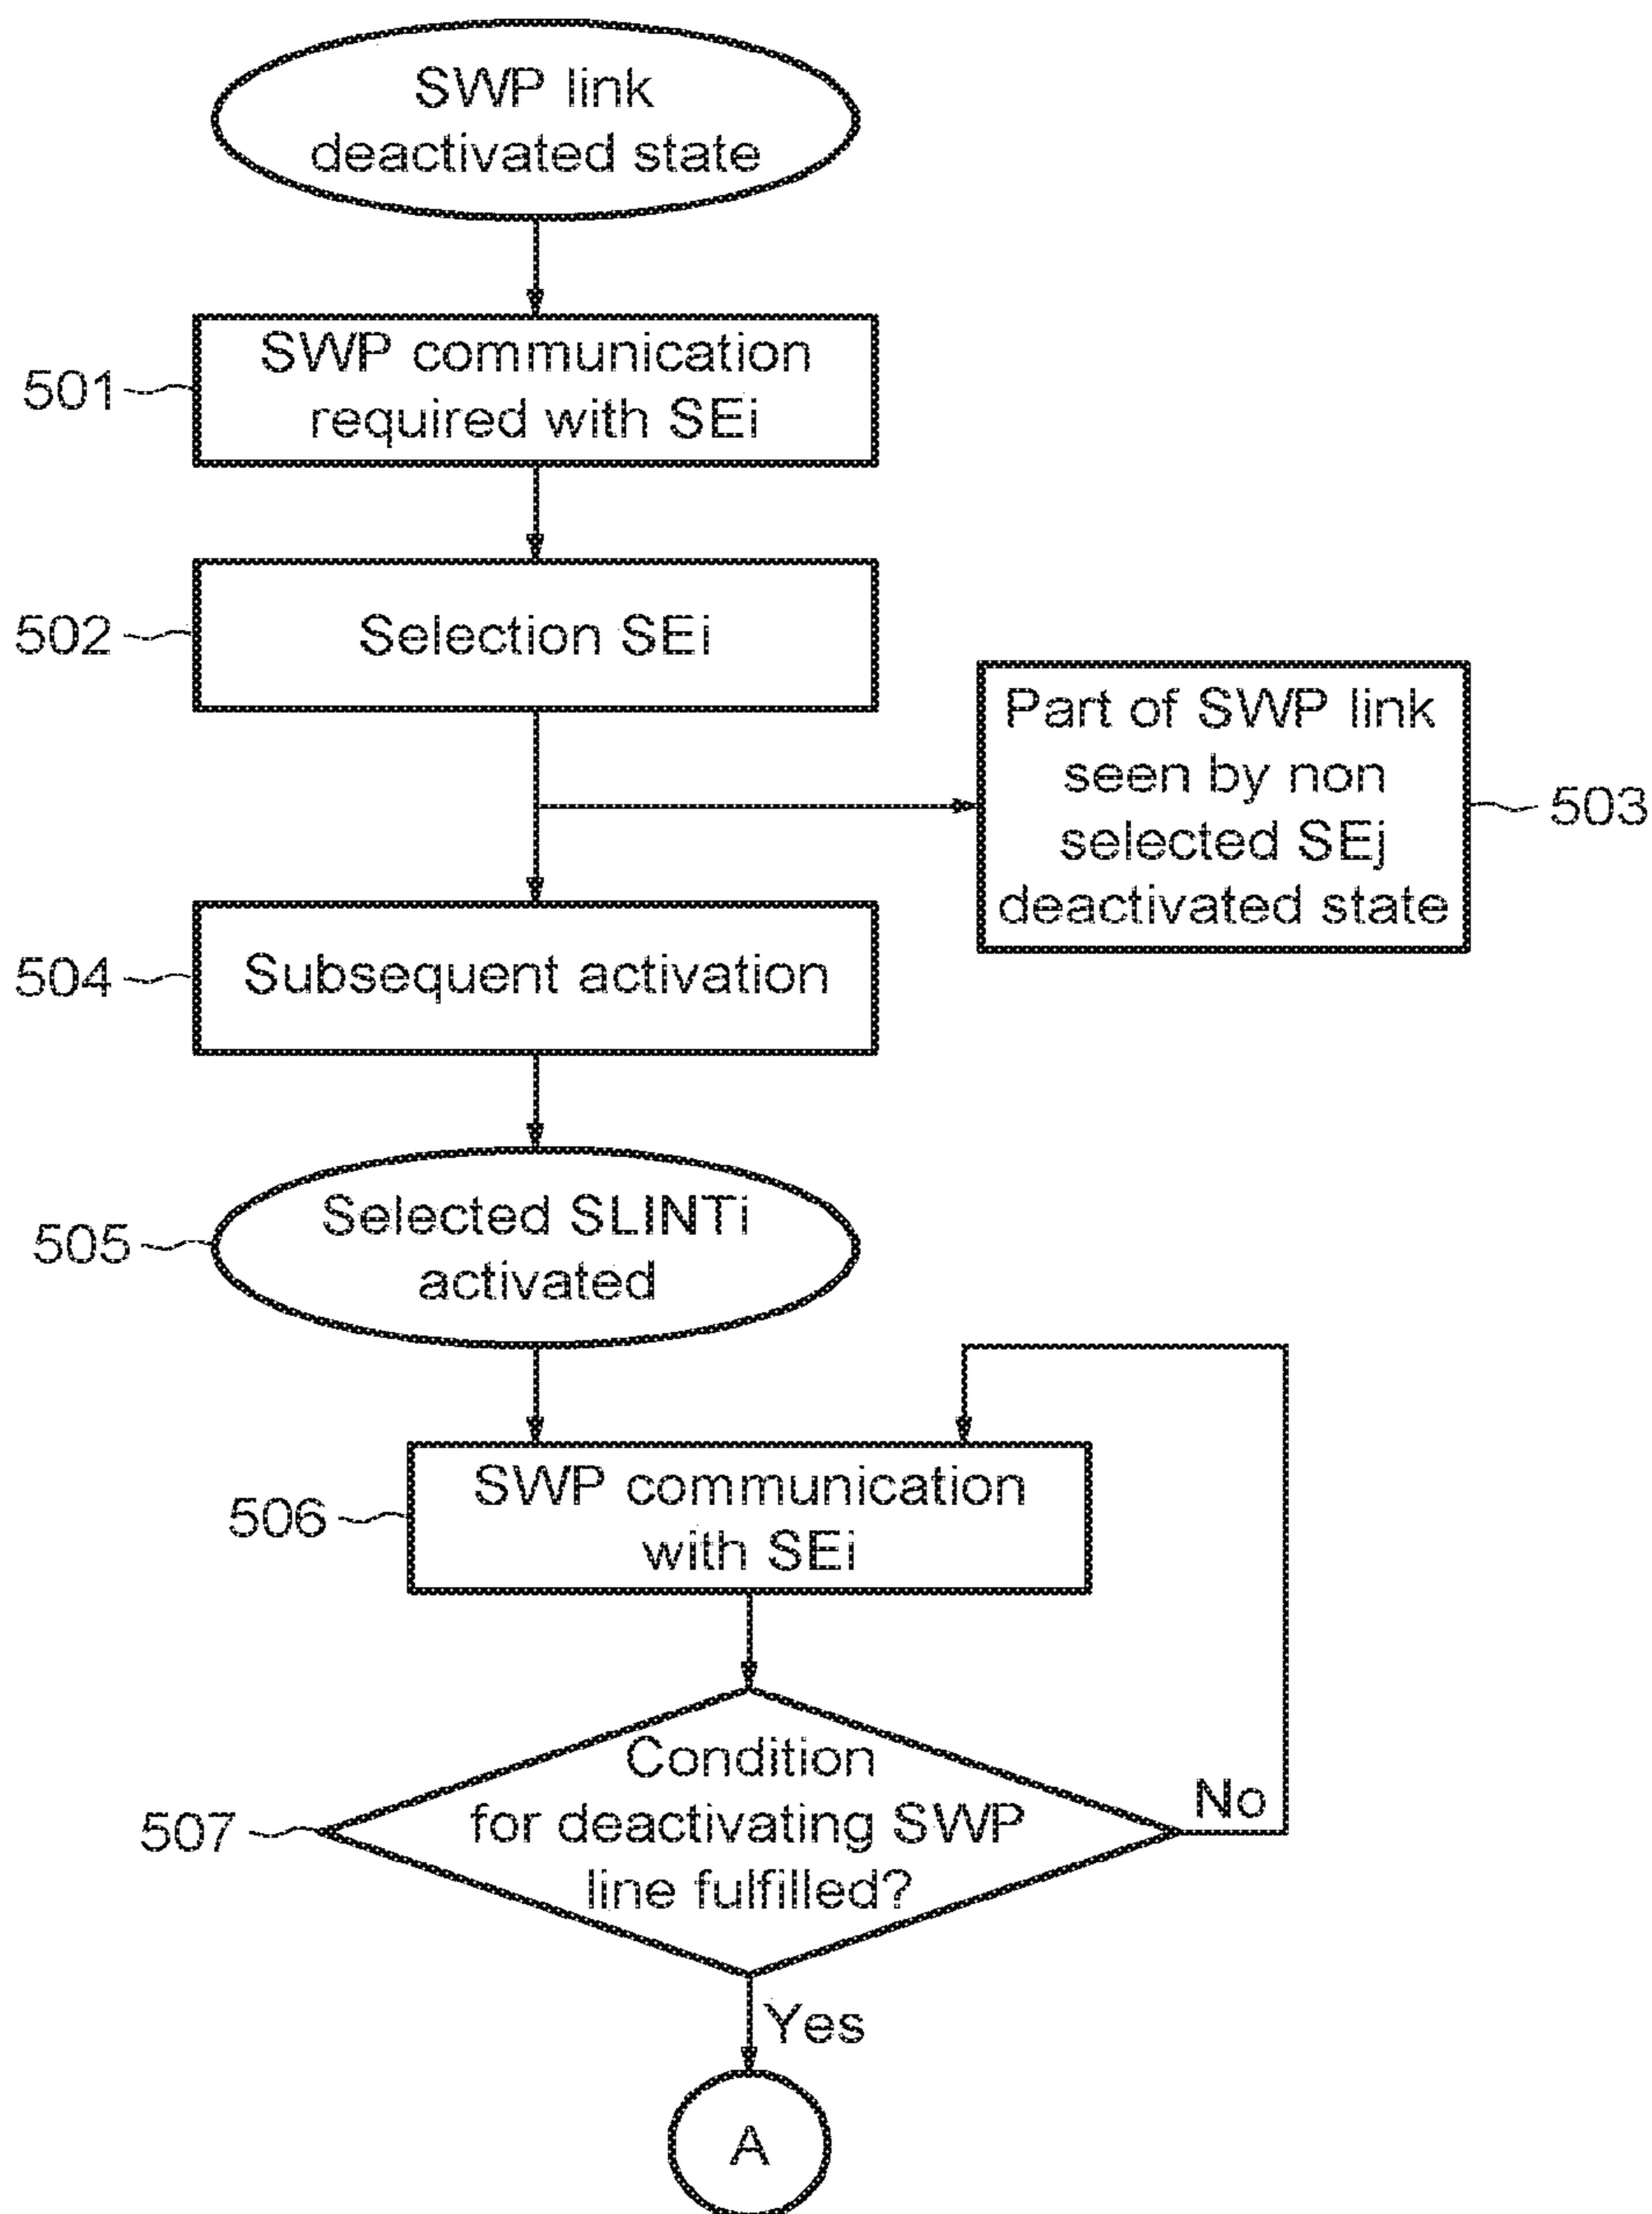 SWP link
deactivated state
501
SWP communication
required with SEi
502
Selection SEi
Part of SWP link
seen by non
selected SEj
deactivated state
503
504
Subsequent activation
505
Selected SLINTi
activated
506
SWP communication
with SEi
507
Condition
for deactivating SWP
line fulfilled?
No
Yes
A